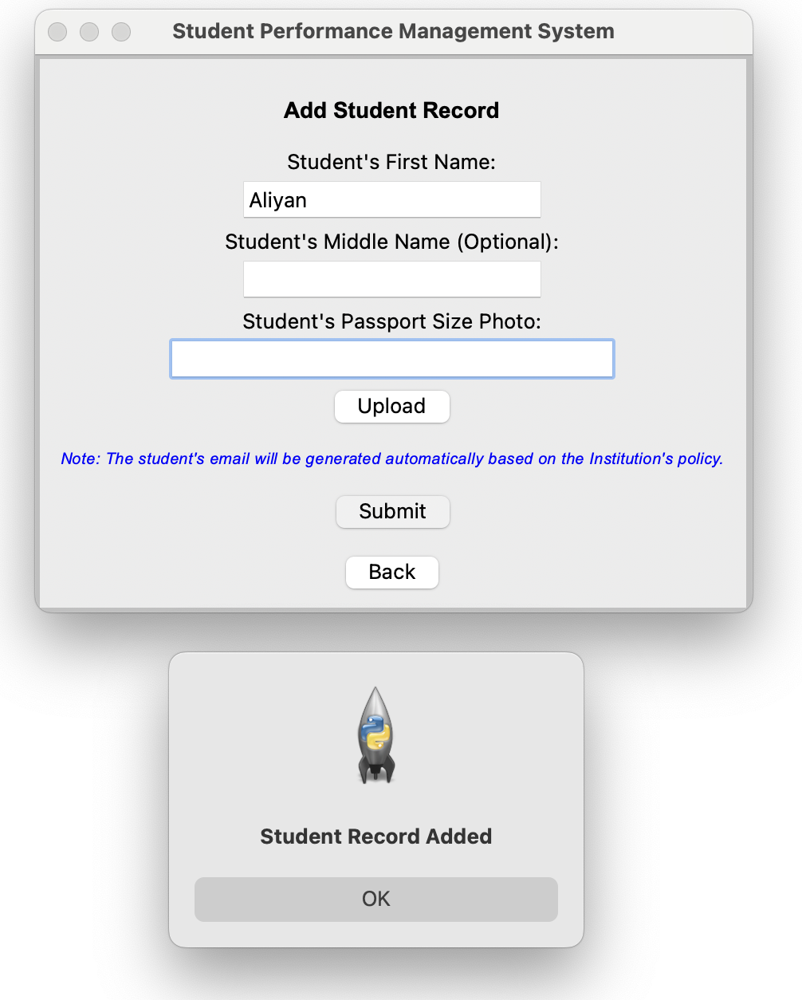 Student Performance Management System
Add Student Record
Student's First Name:
Aliyan
Student's Middle Name (Optional):
Student's Passport Size Photo:
Upload
Note: The student's email will be generated automatically based on the Institution's policy.
Submit
Back
Student Record Added
OK